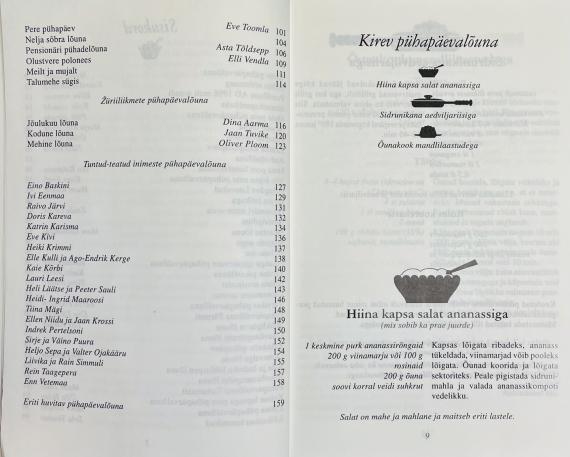 Pere pühapäev Eve Toomla 101
Nelja sõbra lõuna 104
Pensionäri pühadelõuna Asta Tõldsepp 106
Olustvere polonees Elli Vendla 109
Meilt ja mujalt 111
Talumehe sügis 114
Žüriiliikmete pühapäevalõuna
Jõulukuu lõuna Dina Aarma 116
Kodune lõuna Jaan Tivike 120
Mehine lõuna Oliver Ploom 123
Tuntud-teatud inimeste pühapäevalõuna
Eino Baskini 127
Ivi Eenmaa 129
Raivo Järvi 131
Doris Kareva 132
Katrin Karisma 134
Eve Kivi 136
Heiki Krimmi 137
Elle Kulli ja Ago-Endrik Kerge 138
Kaie Kõrbi 140
Lauri Leesi 142
Heli Läätse ja Peeter Sauli 143
Heidi- Ingrid Maaroosi 146
Tiina Mägi 148
Ellen Niidu ja Jaan Krossi 149
Indrek Pertelsoni 150
Sirje ja Väino Puura 152
Heljo Sepa ja Valter Ojakääru 154
Liivika ja Rain Simmuli 155
Rein Taagepera 157
Enn Vetemaa 158
Eriti huvitav pühapäevalõuna 159
Kirev pühapäevalõuna
Hiina kapsa salat ananassiga
Sidrunikana aedviljariisiga
Õunakook mandlilaastudega
Hiina kapsa salat ananassiga
(mix sobib ka prae juurde)
1 keskmine purk ananassirõngaid
200 g viinamarju või 100 g
rosinaid
200 g õuna
soovi korral veidi suhkrut
Kapsas lõigata ribadeks, ananass
tükeldada, viinamarjad võib pooleks
lõigata. Õunad koorida ja lõigata
sektoriteks. Peale pigistada sidruni-
mahla ja valada ananassikompoti
vedelikku.
Salat on mahe ja mahlane ja maitseb eriti lastele.
9